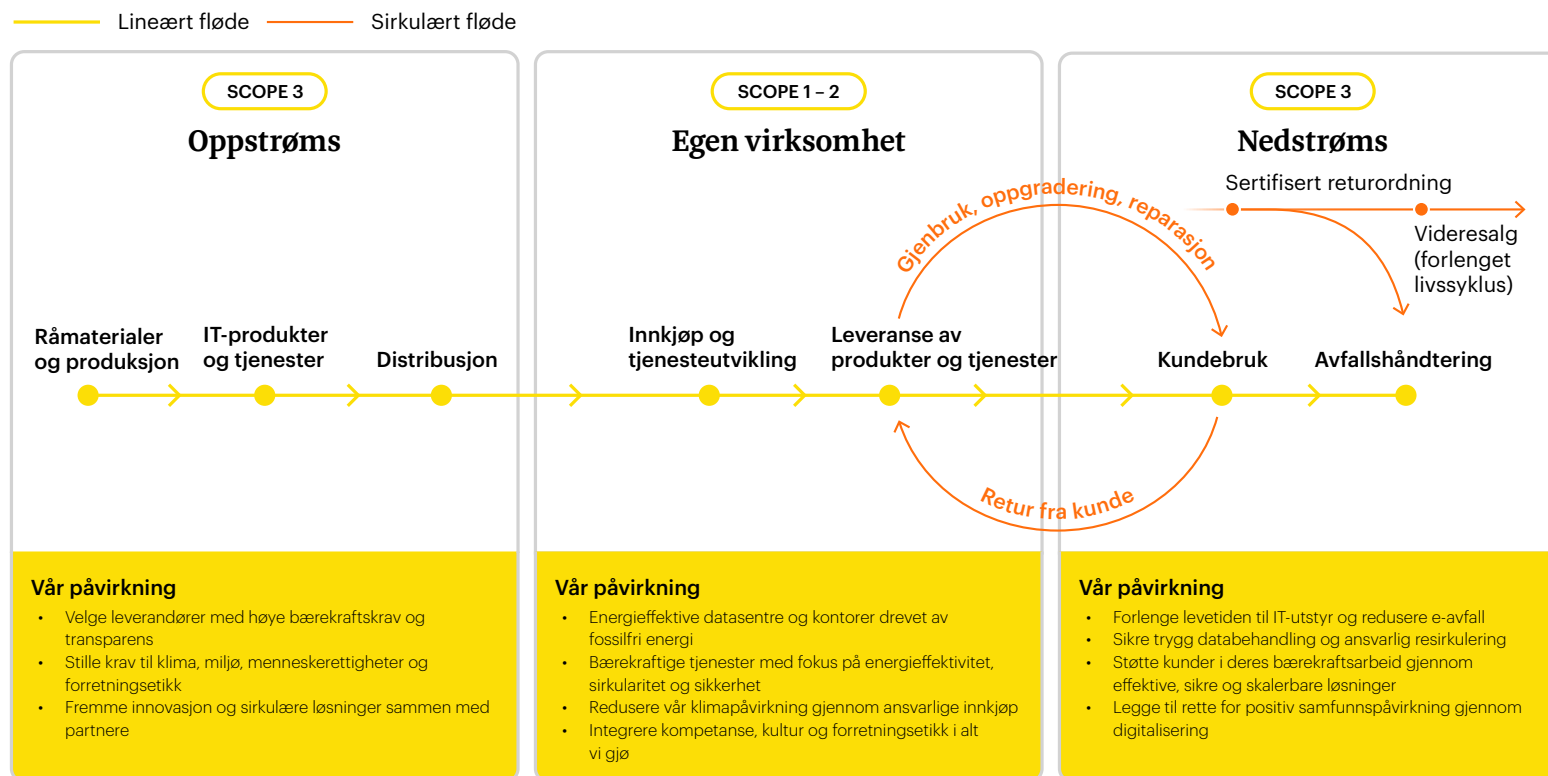 Lineært fløde
Sirkulært fløde
SCOPE 3
Oppstrøms
Råmaterialer
og produksjon
IT-produkter
og tjenester
Distribusjon
Vår påvirkning
• Velge leverandører med høye bærekraftskrav og
transparens
• Stille krav til klima, miljø, menneskerettigheter og
forretningsetikk
• Fremme innovasjon og sirkulære løsninger sammen med
partnere
SCOPE 1 – 2
Egen virksomhet
Gjenbruk, oppgradering, reparasjon
Innkjøp og
tjenesteutvikling
Leveranse av
produkter og tjenester
Retur fra kunde
Vår påvirkning
• Energieffektive datasentre og kontorer drevet av
fossilfri energi
• Bærekraftige tjenester med fokus på energieffektivitet,
sirkularitet og sikkerhet
• Redusere vår klimapåvirkning gjennom ansvarlige innkjøp
• Integrere kompetanse, kultur og forretningsetikk i alt
vi gjø
SCOPE 3
Nedstrøms
Sertifisert returordning
Videresalg
(forlenget
livssyklus)
Kundebruk
Avfallshåndtering
Vår påvirkning
• Forlenge levetiden til IT-utstyr og redusere e-avfall
• Sikre trygg databehandling og ansvarlig resirkulering
• Støtte kunder i deres bærekraftsarbeid gjennom
effektive, sikre og skalerbare løsninger
• Legge til rette for positiv samfunnspåvirkning gjennom
digitalisering